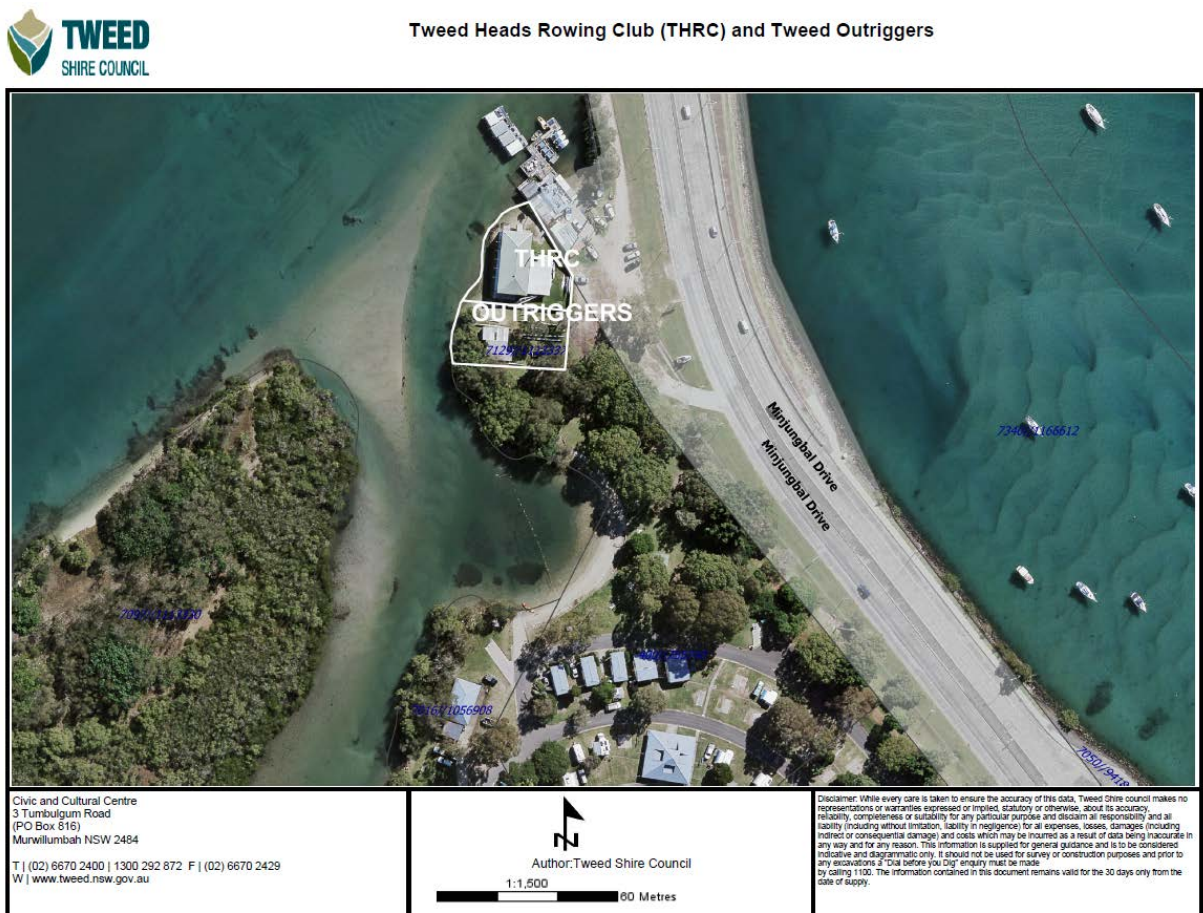 TWEED
SHIRE COUNCIL
Tweed Heads Rowing Club (THRC) and Tweed Outriggers
THRC
OUTRIGGERS
Minjungbal Drive
Minjungbal Drive
7346//1166612
/1056908
7050//9418
Civic and Cultural Centre
3 Tumbulgum Road
(PO Box 816)
Murwillumbah NSW 2484
T | (02) 6670 2400 | 1300 292 872 F | (02) 6670 2429
W | www.tweed.nsw.gov.au
N
Author:Tweed Shire Council
1:1,500
60 Metres
Disclaimer: While every care is taken to ensure the accuracy of this data, Tweed Shire council makes no
representations or warranties expressed or implied, statutory or otherwise, about its accuracy,
reliability, completeness or suitability for any particular purpose and disclaim all responsibility and all
liability (including without limitation, liability in negligence) for all expenses, losses, damages (including
indirect or consequential damage) and costs which may be incurred as a result of data being inaccurate in
any way and for any reason. This information is supplied for general guidance and is to be considered
indicative and diagrammatic only. It should not be used for survey or construction purposes and prior to
any excavations a "Dial before you Dig" enquiry must be made
by calling 1100. The information contained in this document remains valid for the 30 days only from the
date of supply.